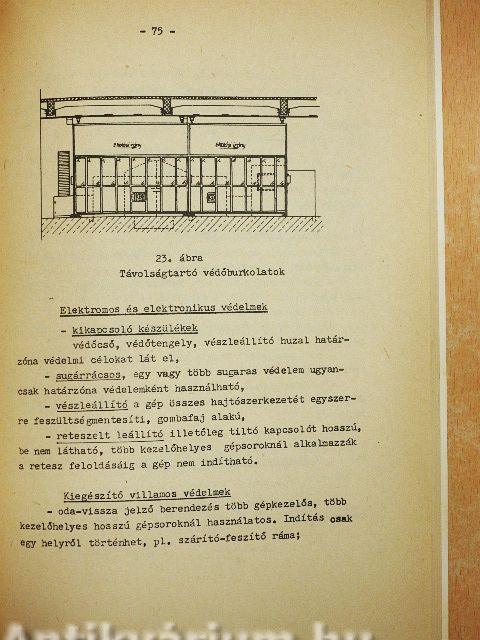 - 75 -
23. ábra
Távolságtartó védőburkolatok
Elektromos és elektronikus védelmek
- kikapcsoló készülékek
védőcső, védőtengely, vészleállító huzal határ-
zóna védelmi célokat lát el,
- sugárrácsos, egy vagy több sugaras védelem ugyan-
csak határzóna védelemként használható,
- vészleállító a gép összes hajtószerkezetét egyszer-
re feszültségmentesíti, gombafaj alakú,
- reteszelt leállító illetőleg tiltó kapcsolót hosszú,
be nem látható, több kezelőhelyes gépsoroknál alkalmazzák
a retesz feloldásáig a gép nem indítható.
Kiegészítő villamos védelmek
- oda-vissza jelző berendezés több gépkezelős, több
kezelőhelyes hosszú gépsoroknál használatos. Indítás csak
egy helyről történhet, pl. szárító-feszítő ráma;
Antikvárium.hu